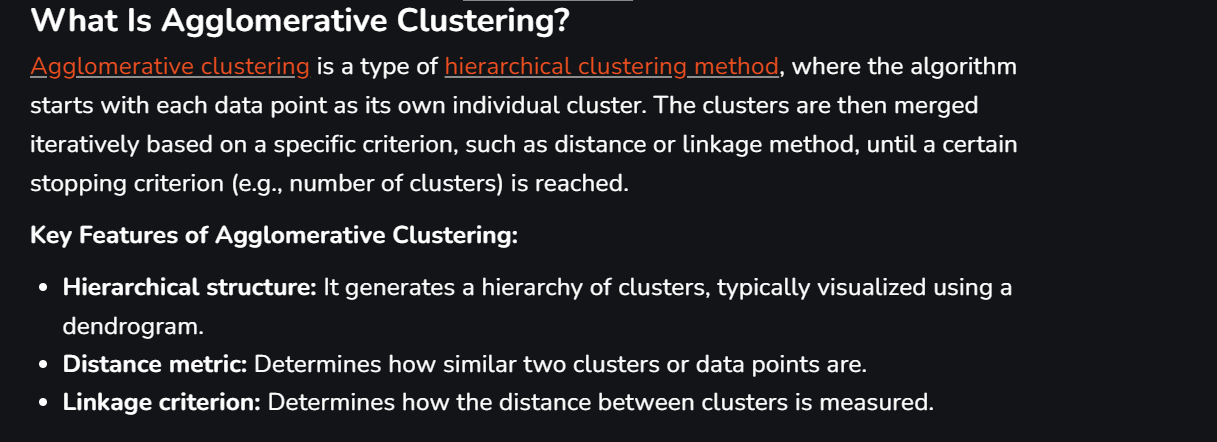 What Is Agglomerative Clustering?
Agglomerative clustering is a type of hierarchical clustering method, where the algorithm
starts with each data point as its own individual cluster. The clusters are then merged
iteratively based on a specific criterion, such as distance or linkage method, until a certain
stopping criterion (e.g., number of clusters) is reached.
Key Features of Agglomerative Clustering:
• Hierarchical structure: It generates a hierarchy of clusters, typically visualized using a
dendrogram.
• Distance metric: Determines how similar two clusters or data points are.
• Linkage criterion: Determines how the distance between clusters is measured.